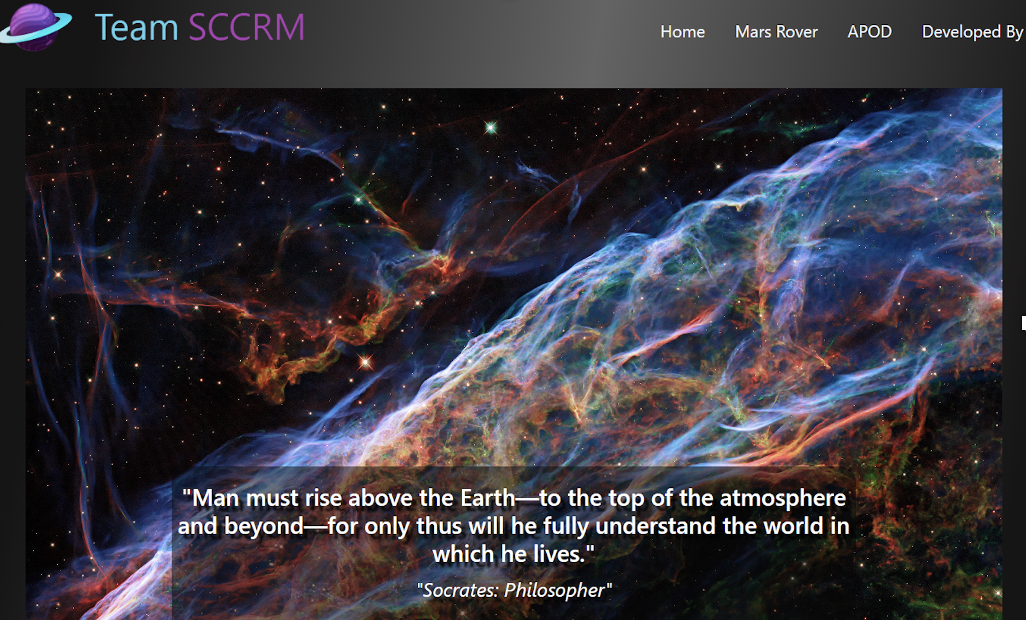 Team SCCRM
Home Mars Rover APOD Developed By
"Man must rise above the Earth—to the top of the atmosphere
and beyond—for only thus will he fully understand the world in
which he lives."
"Socrates: Philosopher"